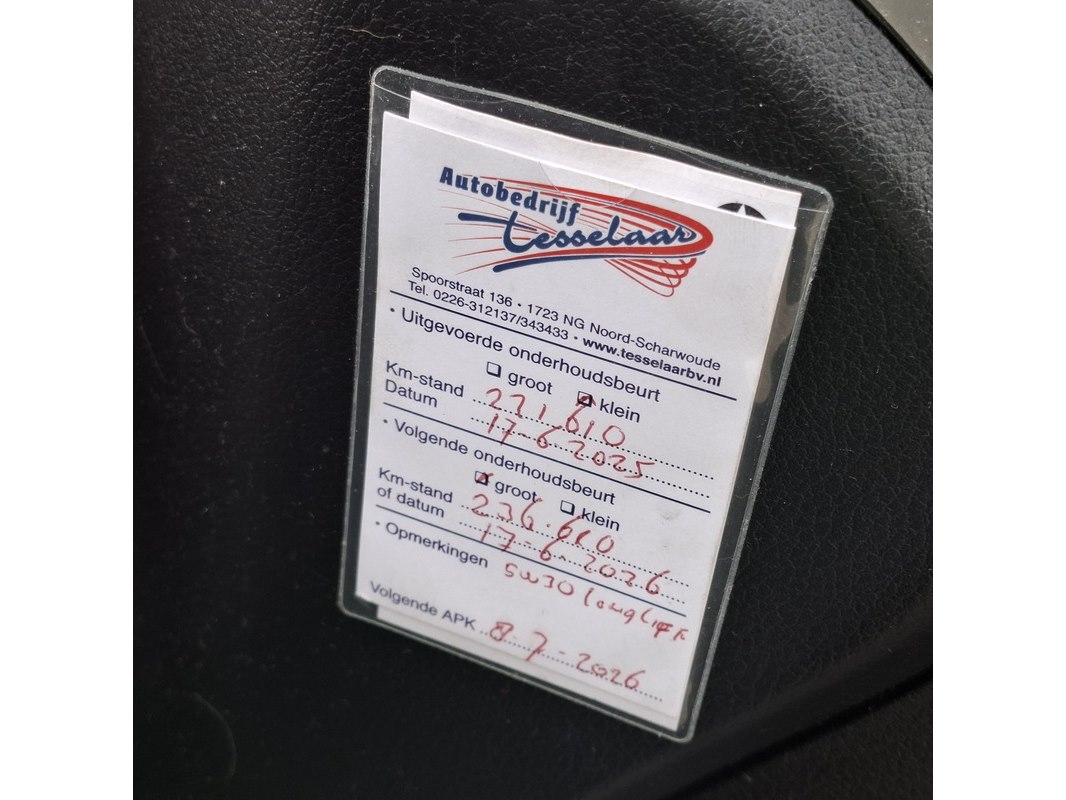 Autobedrijf
Tesselaar
Spoorstraat 136 • 1723 NG Noord-Scharwoude
Tel. 0226-312137/343433 • www.tesselaarbv.nl
• Uitgevoerde onderhoudsbeurt
groot klein
Km-stand 221.610
Datum 17-6-2025
• Volgende onderhoudsbeurt
groot klein
Km-stand 236.610
of datum 17-6-2026
• Opmerkingen 5W30 Longlife
Volgende APK 8-7-2026